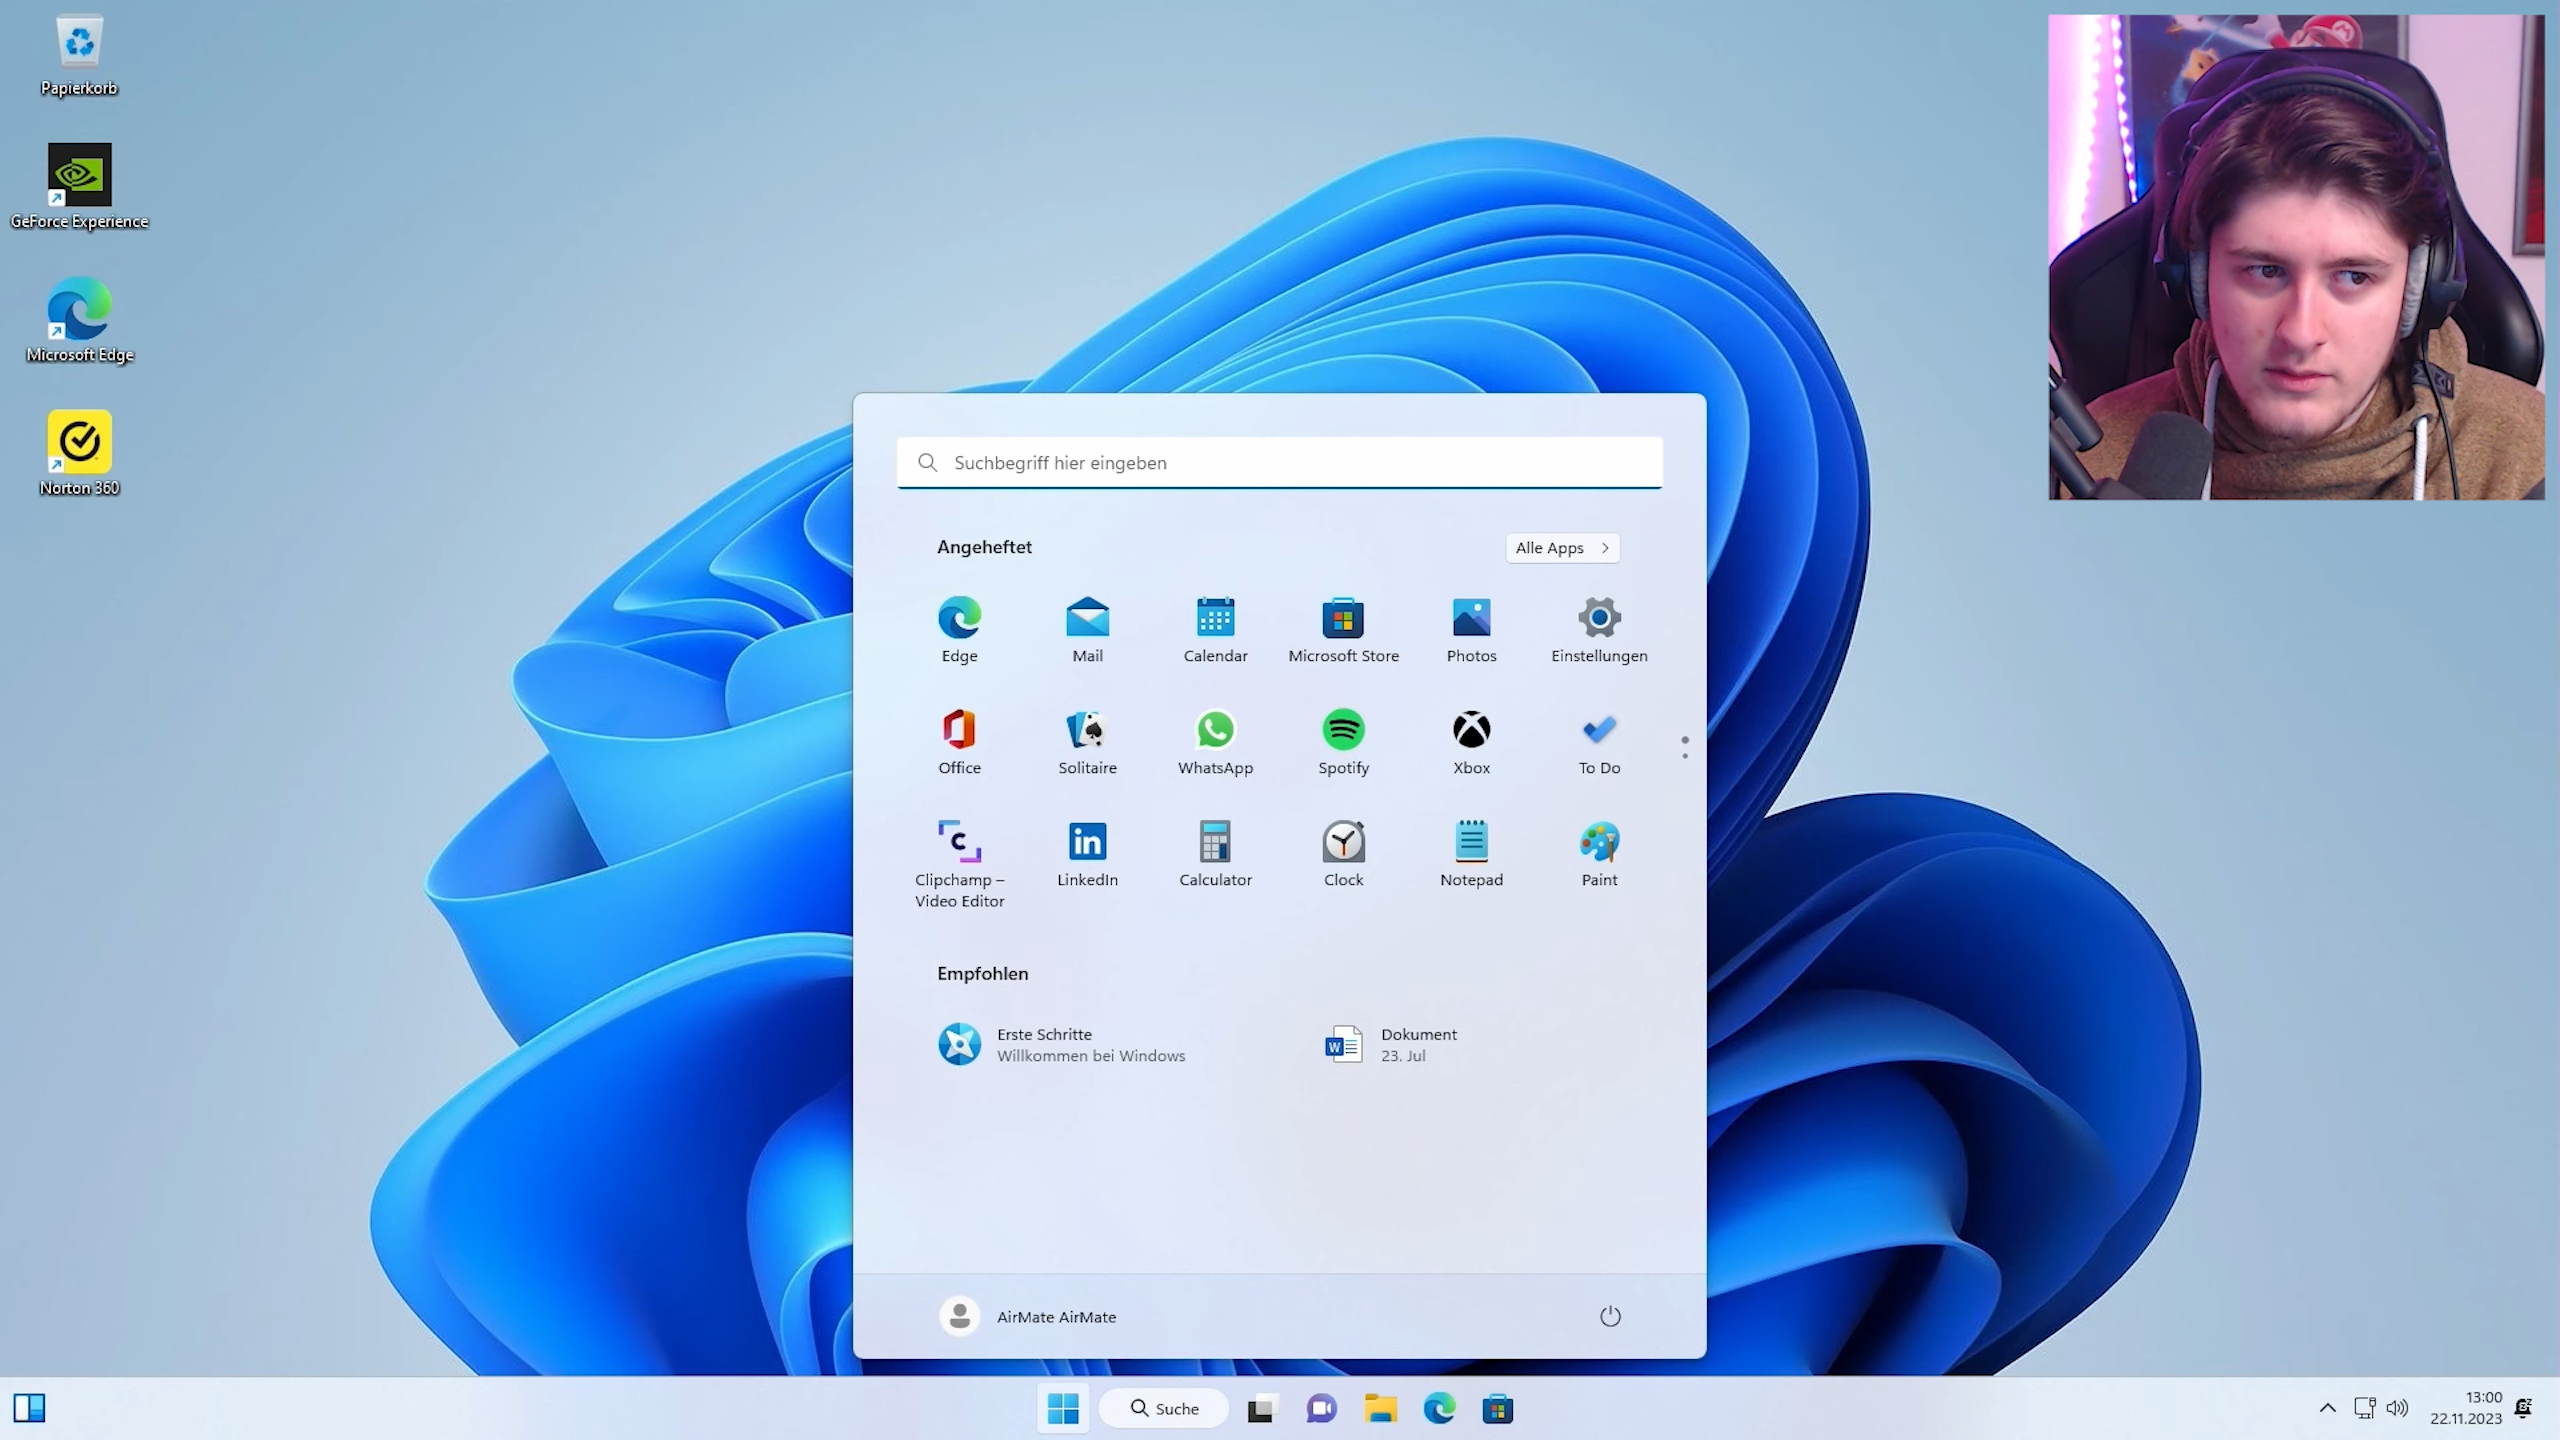 Papierkorb
GeForce Experience
Microsoft Edge
Norton 360
Suchbegriff hier eingeben
Angeheftet
Alle Apps
Edge
Mail
Calendar
Microsoft Store
Photos
Einstellungen
Office
Solitaire
WhatsApp
Spotify
Xbox
To Do
Clipchamp –
Video Editor
LinkedIn
Calculator
Clock
Notepad
Paint
Empfohlen
Erste Schritte
Willkommen bei Windows
Dokument
23. Jul
AirMate AirMate
Suche
13:00
22.11.2023